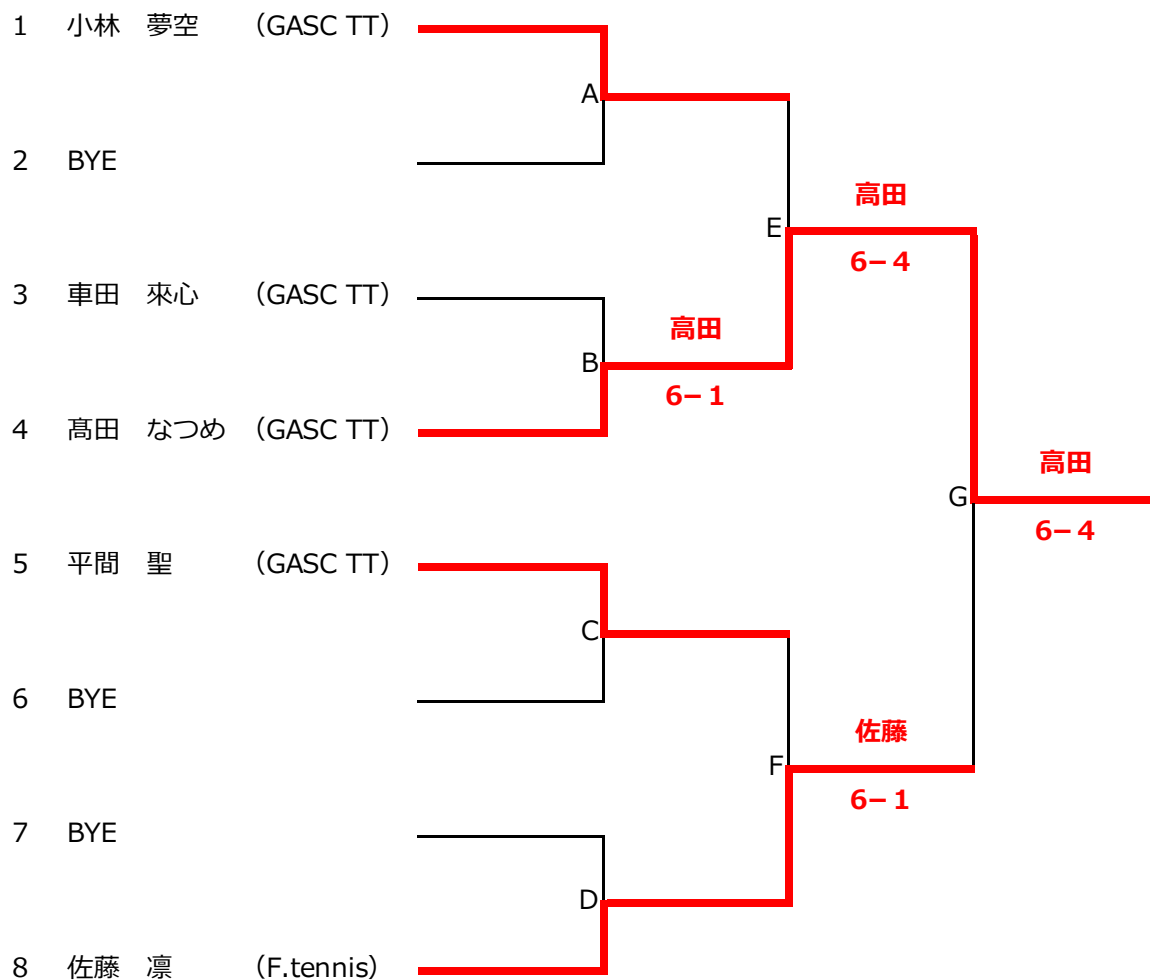 1 小林 夢空 (GASC TT)
A
2 BYE
高田
E
6-4
3 車田 來心 (GASC TT)
高田
B
6-1
4 髙田 なつめ (GASC TT)
高田
G
6-4
5 平間 聖 (GASC TT)
C
6 BYE
佐藤
F
6-1
7 BYE
D
8 佐藤 凛 (F.tennis)